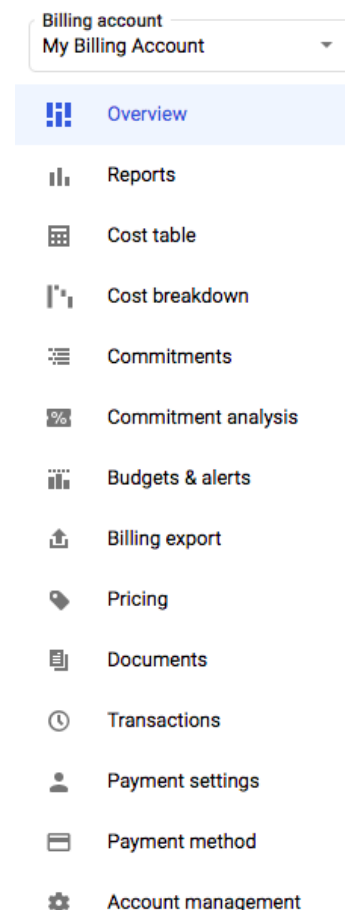 Billing account
My Billing Account
Overview
Reports
Cost table
Cost breakdown
Commitments
Commitment analysis
Budgets & alerts
Billing export
Pricing
Documents
Transactions
Payment settings
Payment method
Account management